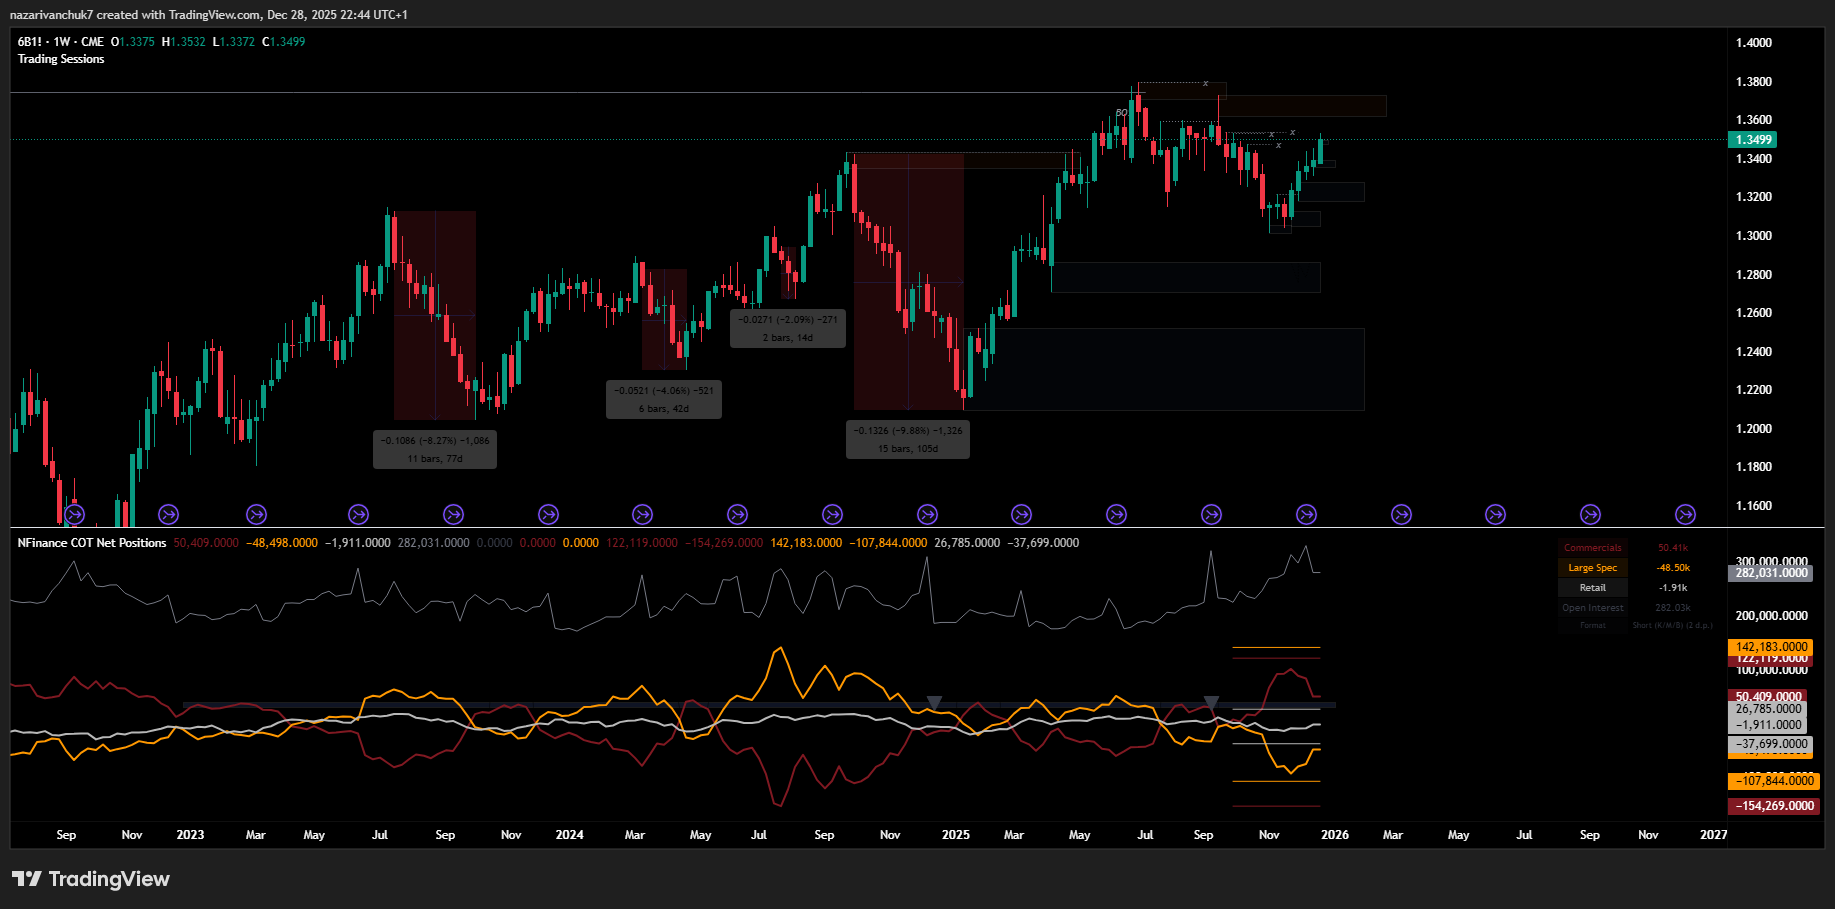 nazarivanchuk7 created with TradingView.com, Dec 28, 2025 22:44 UTC+1
6B1! · 1W · CME O1.3375 H1.3532 L1.3372 C1.3499
Trading Sessions
1.4000
1.3800
1.3600
1.3499
1.3400
1.3200
1.3000
1.2800
1.2600
1.2400
1.2200
1.2000
1.1800
1.1600
BO
x
x
x
x
−0.0271 (−2.09%) −271
2 bars, 14d
−0.0521 (−4.06%) −521
6 bars, 42d
−0.1086 (−8.27%) −1,086
11 bars, 77d
−0.1326 (−9.88%) −1,326
15 bars, 105d
NFinance COT Net Positions 50,409.0000 −48,498.0000 −1,911.0000 282,031.0000 0.0000 0.0000 0.0000 122,119.0000 −154,269.0000 142,183.0000 −107,844.0000 26,785.0000 −37,699.0000
Commercials 50.41k
Large Spec -48.50k
Retail -1.91k
Open Interest 282.03k
Format Short (K/M/B) (2 d.p.)
300,000.0000
282,031.0000
200,000.0000
142,183.0000
122,119.0000
100,000.0000
50,409.0000
26,785.0000
−1,911.0000
−37,699.0000
−107,844.0000
−154,269.0000
Sep Nov 2023 Mar May Jul Sep Nov 2024 Mar May Jul Sep Nov 2025 Mar May Jul Sep Nov 2026 Mar May Jul Sep Nov 2027
TradingView